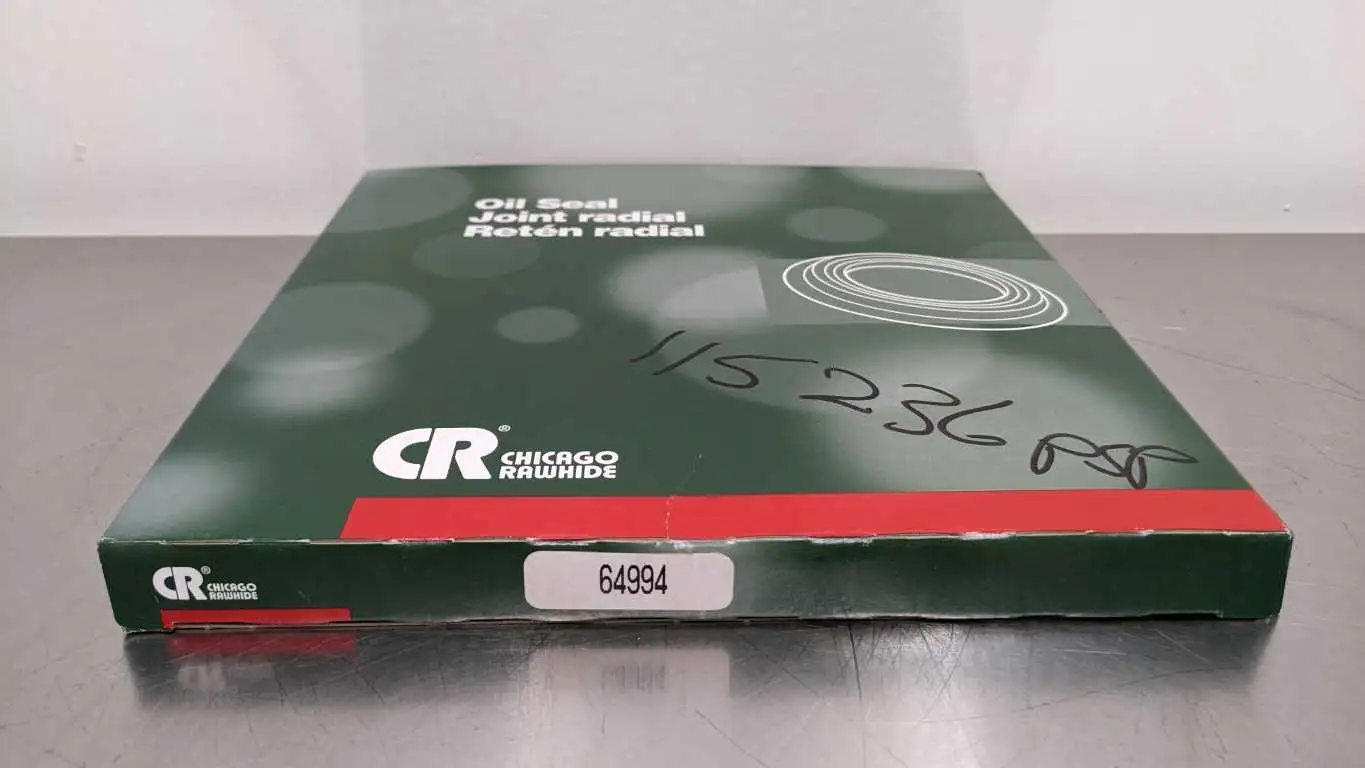 Oil Seal
Joint radial
Retén radial
115236 PSP
CR® CHICAGO
RAWHIDE
CR® CHICAGO
RAWHIDE
64994